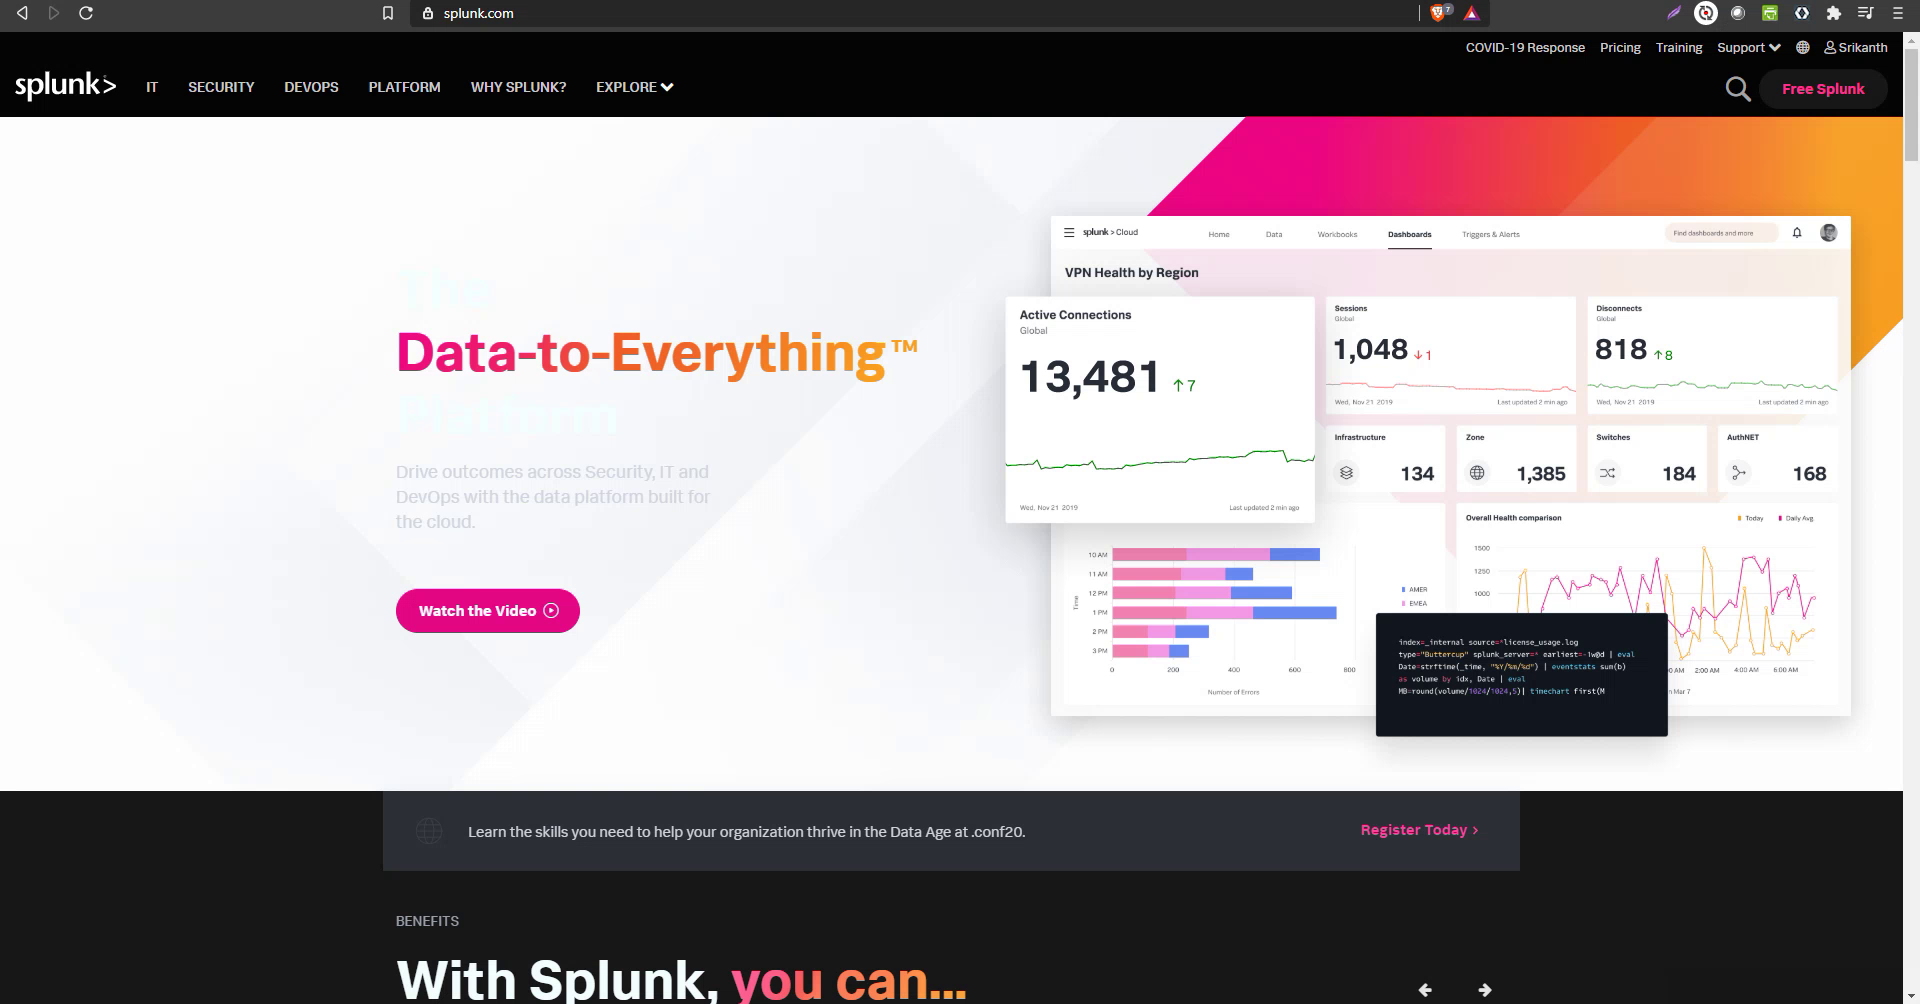 splunk.com
7
COVID-19 Response Pricing Training Support Srikanth
splunk> IT SECURITY DEVOPS PLATFORM WHY SPLUNK? EXPLORE
Free Splunk
The
Data-to-Everything™
Platform
Drive outcomes across Security, IT and
DevOps with the data platform built for
the cloud.
Watch the Video
splunk > Cloud Home Data Workbooks Dashboards Triggers & Alerts Find dashboards and more
VPN Health by Region
Active Connections
Global
13,481 ↑7
Wed, Nov 21 2019 Last updated 2 min ago
Sessions
Global
1,048 ↓1
Wed, Nov 21 2019 Last updated 2 min ago
Disconnects
Global
818 ↑8
Wed, Nov 21 2019 Last updated 2 min ago
Infrastructure
134
Zone
1,385
Switches
184
AuthNET
168
10 AM
11 AM
12 PM
1 PM
2 PM
3 PM
Time
0 200 400 600 800
Number of Errors
AMER
EMEA
Overall Health comparison Today Daily Avg
1500
1250
1000
0 AM 2:00 AM 4:00 AM 6:00 AM
n Mar 7
index=_internal source=*license_usage.log
type="Buttercup" splunk_server=* earliest=-1w@d | eval
Date=strftime(_time, "%Y/%m/%d") | eventstats sum(b)
as volume by idx, Date | eval
MB=round(volume/1024/1024,5)| timechart first(M
Learn the skills you need to help your organization thrive in the Data Age at .conf20.
Register Today >
BENEFITS
With Splunk, you can...